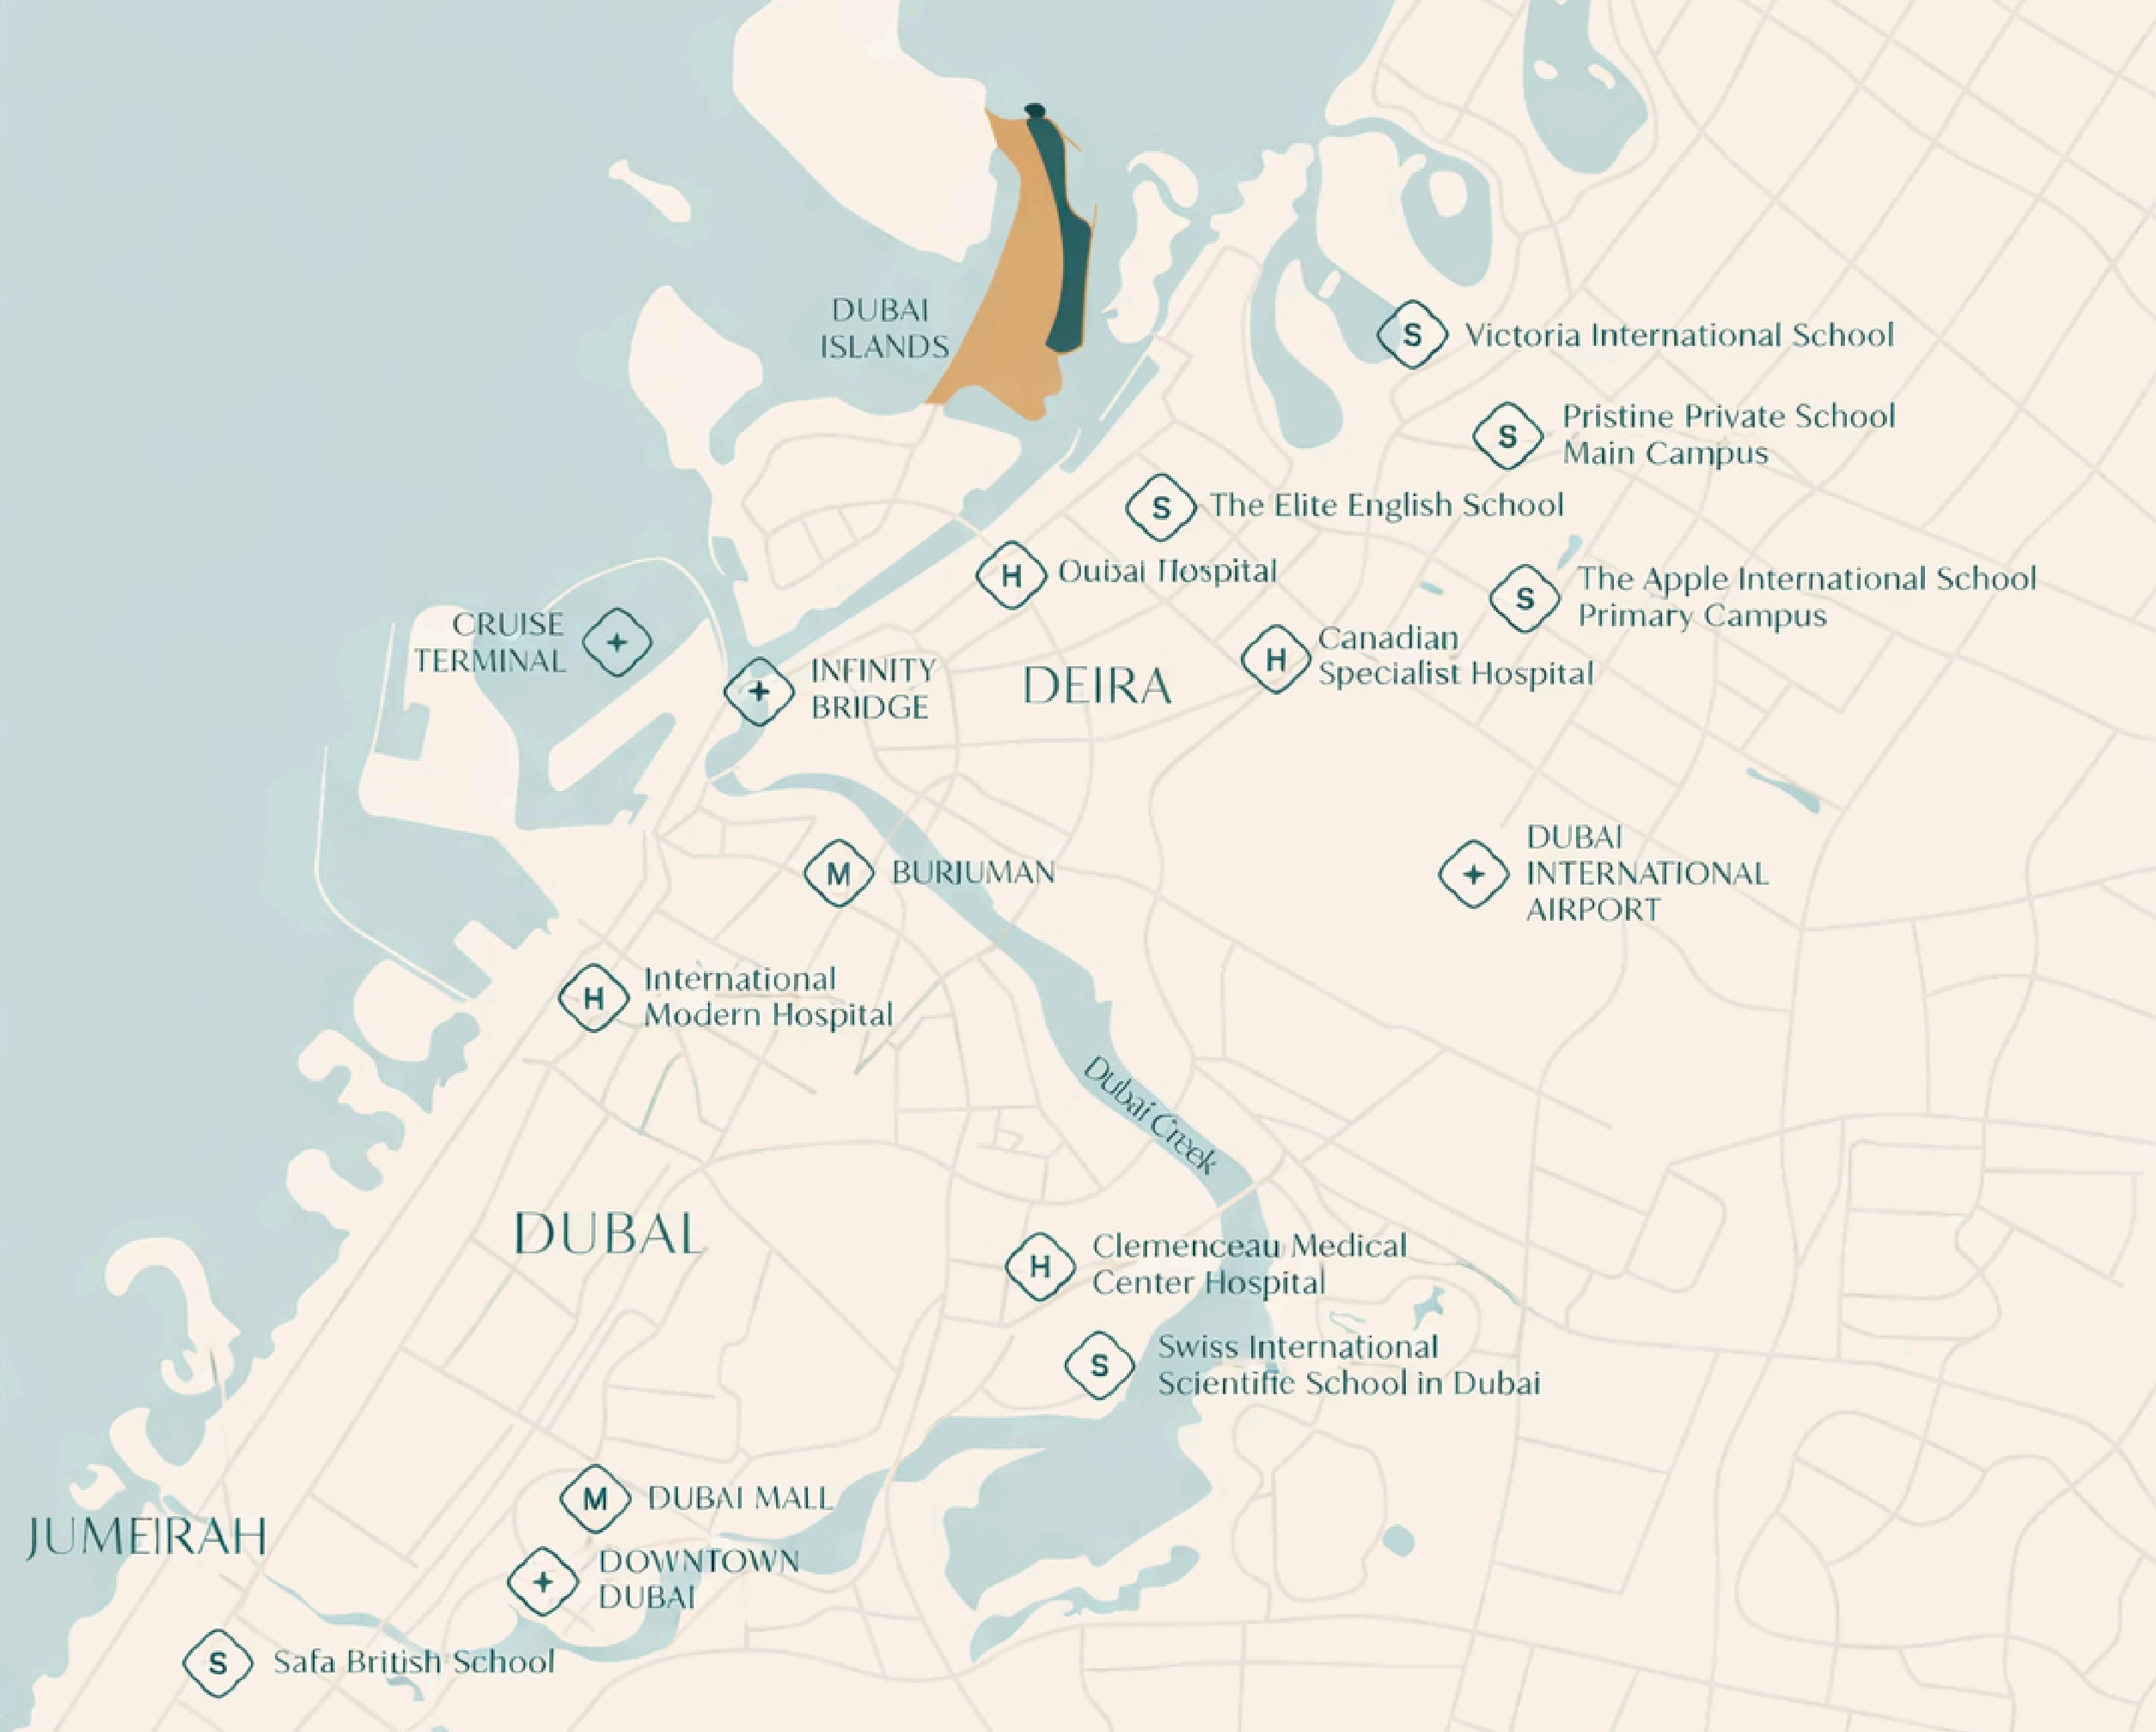 DUBAI
ISLANDS
S
Victoria International School
S
Pristine Private School
Main Campus
S
The Elite English School
H
Ouibai Hospital
S
The Apple International School
Primary Campus
CRUISE
TERMINAL
INFINITY
BRIDGE
DEIRA
H
Canadian
Specialist Hospital
M
BURJUMAN
DUBAI
INTERNATIONAL
AIRPORT
H
International
Modern Hospital
Dubai Creek
DUBAL
H
Clemenceau Medical
Center Hospital
S
Swiss International
Scientific School in Dubai
M
DUBAI MALL
JUMEIRAH
DOWNTOWN
DUBAI
S
Safa British School